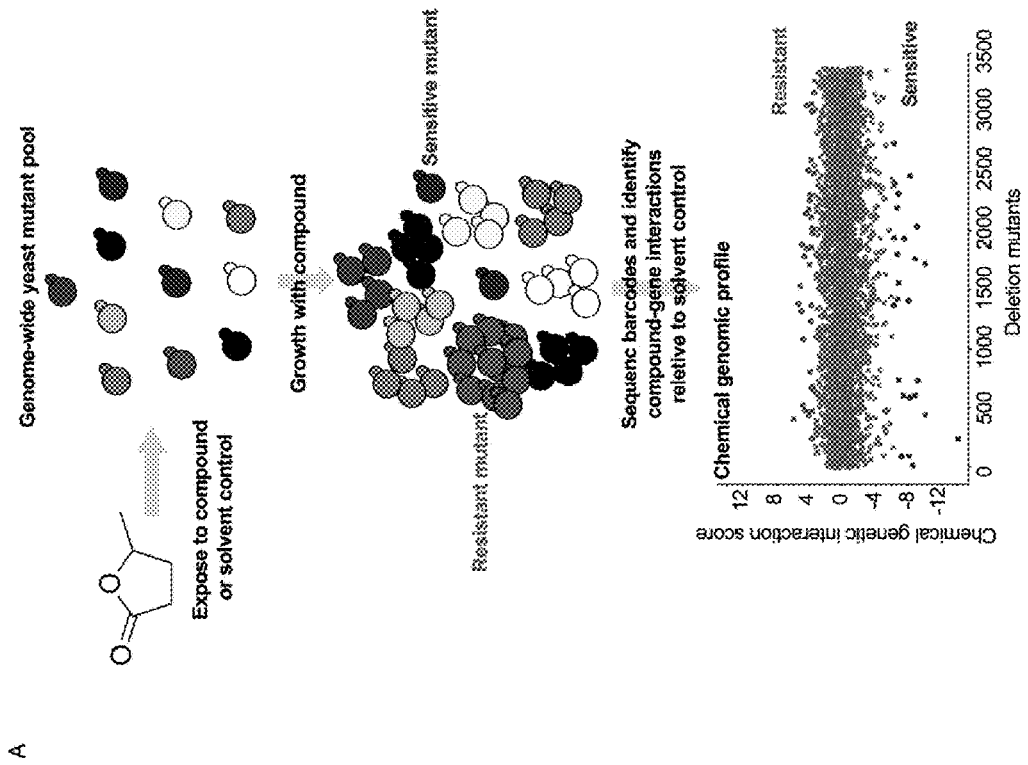 A
Genome-wide yeast mutant pool
O
O
Expose to compound
or solvent control
Growth with compound
Sensitive mutant
Resistant mutant
Sequenc barcodes and identify
compound-gene interactions
reletive to solvent control
Chemical genomic profile
Chemical genetic interaction score
12
8
4
0
-4
-8
-12
Resistant
Sensitive
0
500
1000
1500
2000
2500
3000
3500
Deletion mutants